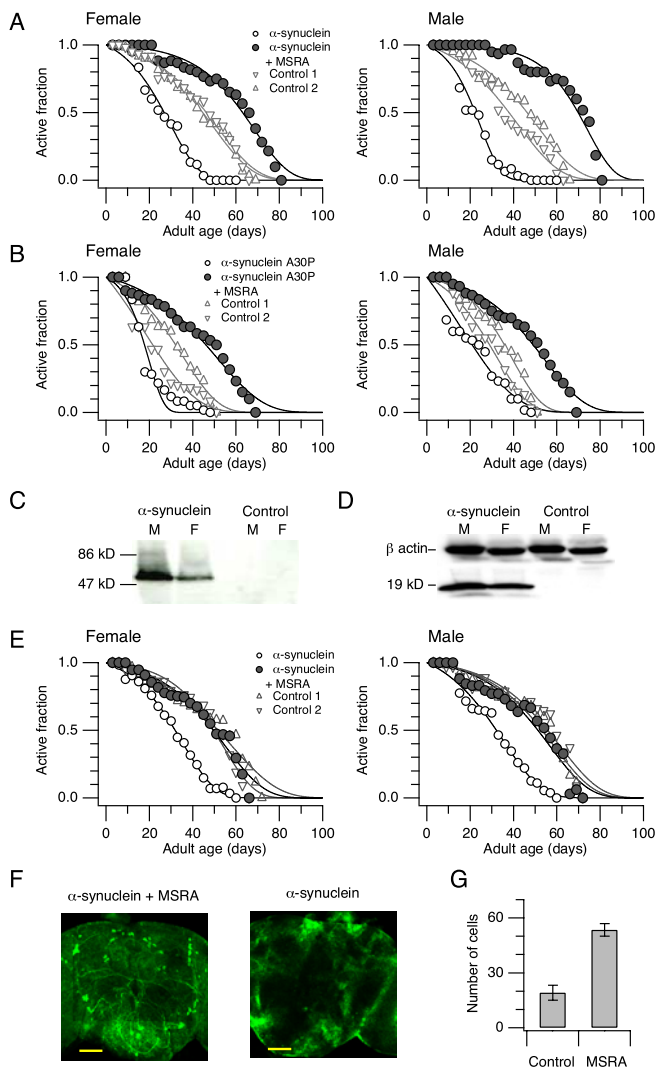 A
Female
Male
α-synuclein
α-synuclein
+ MSRA
Control 1
Control 2
Active fraction
1.0
0.5
0.0
0 20 40 60 80 100
Adult age (days)
Active fraction
1.0
0.5
0.0
0 20 40 60 80 100
Adult age (days)
B
Female
Male
α-synuclein A30P
α-synuclein A30P
+ MSRA
Control 1
Control 2
Active fraction
1.0
0.5
0.0
0 20 40 60 80 100
Adult age (days)
Active fraction
1.0
0.5
0.0
0 20 40 60 80 100
Adult age (days)
C
α-synuclein Control
M F M F
86 kD
47 kD
D
α-synuclein Control
M F M F
β actin
19 kD
E
Female
Male
α-synuclein
α-synuclein
+ MSRA
Control 1
Control 2
Active fraction
1.0
0.5
0.0
0 20 40 60 80 100
Adult age (days)
Active fraction
1.0
0.5
0.0
0 20 40 60 80 100
Adult age (days)
F
α-synuclein + MSRA
α-synuclein
G
Number of cells
60
30
0
Control MSRA